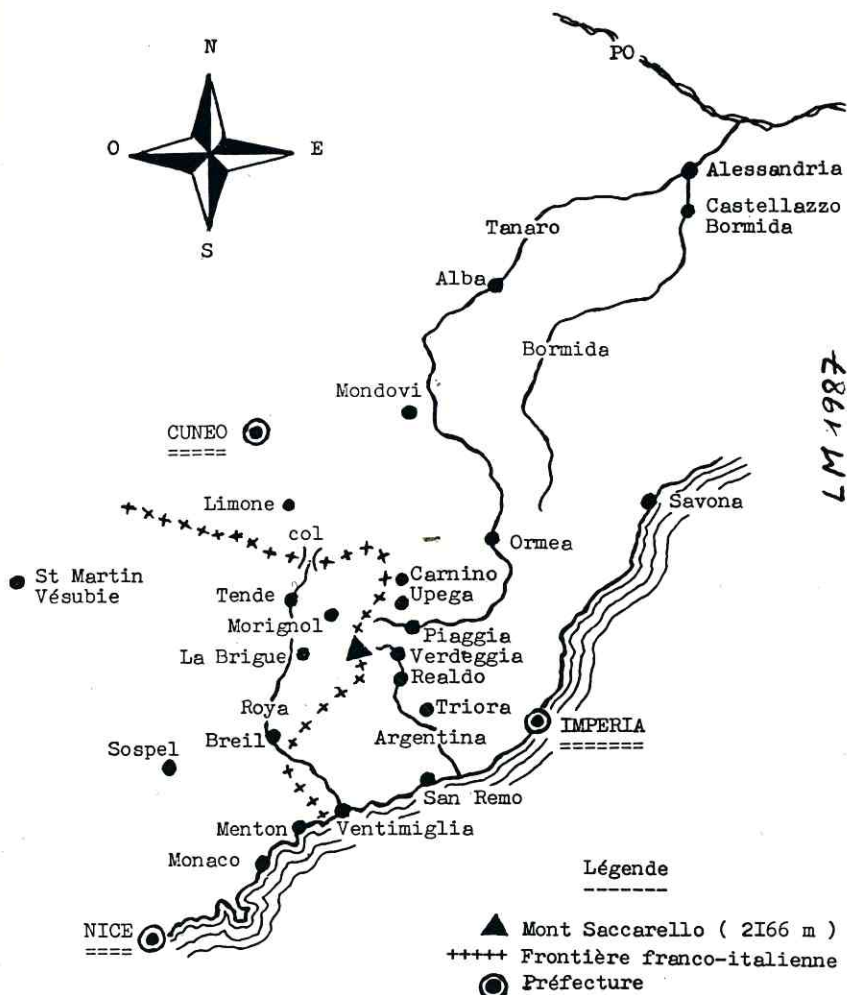 N
O
E
S
PO
Alessandria
Castellazzo
Bormida
Tanaro
Alba
Bormida
Mondovi
CUNEO
=====
LM 1987
Limone
Savona
col
Ormea
St Martin
Vésubie
Carnino
Upega
Tende
Morignol
Piaggia
La Brigue
Verdeggia
Realdo
Roya
Triora
IMPERIA
=======
Breil
Argentina
Sospel
San Remo
Menton
Ventimiglia
Monaco
NICE
====
Légende
-------
Mont Saccarello ( 2I66 m )
+++++ Frontière franco-italienne
Préfecture